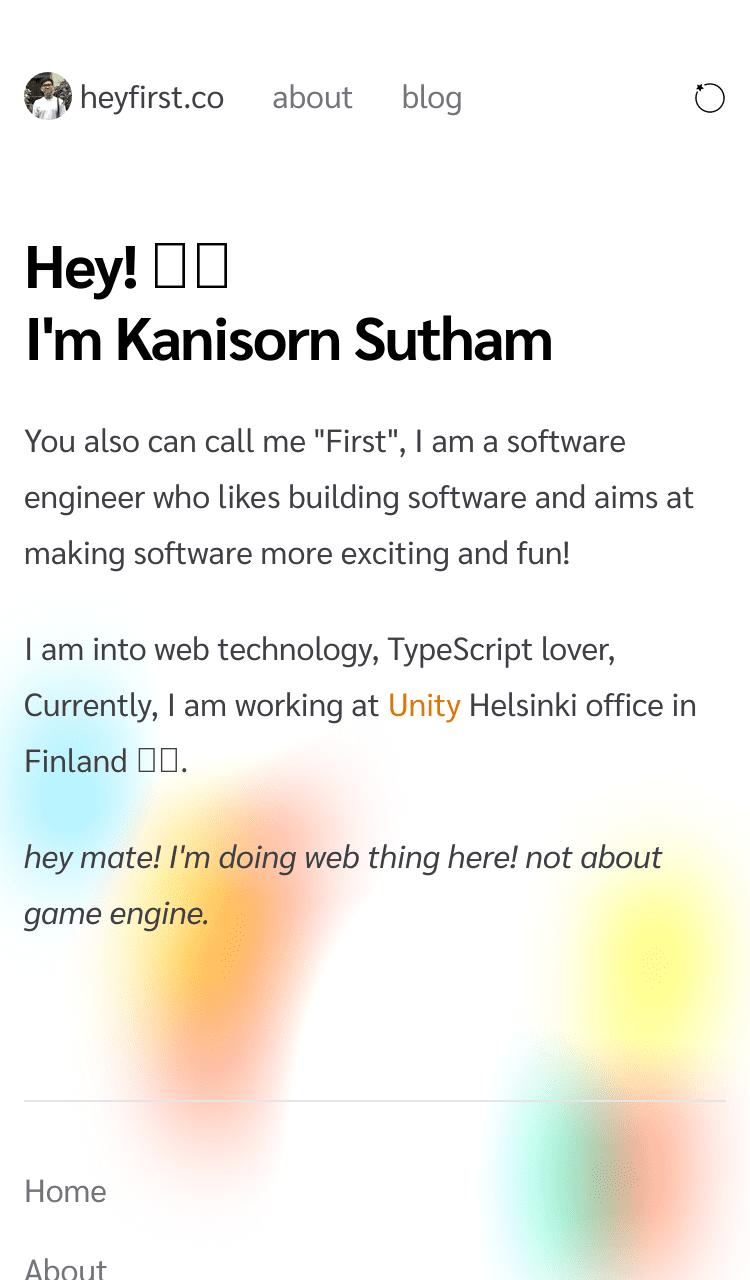 heyfirst.co about blog
Hey! 
I'm Kanisorn Sutham
You also can call me "First", I am a software
engineer who likes building software and aims at
making software more exciting and fun!
I am into web technology, TypeScript lover,
Currently, I am working at Unity Helsinki office in
Finland .
hey mate! I'm doing web thing here! not about
game engine.
Home
About